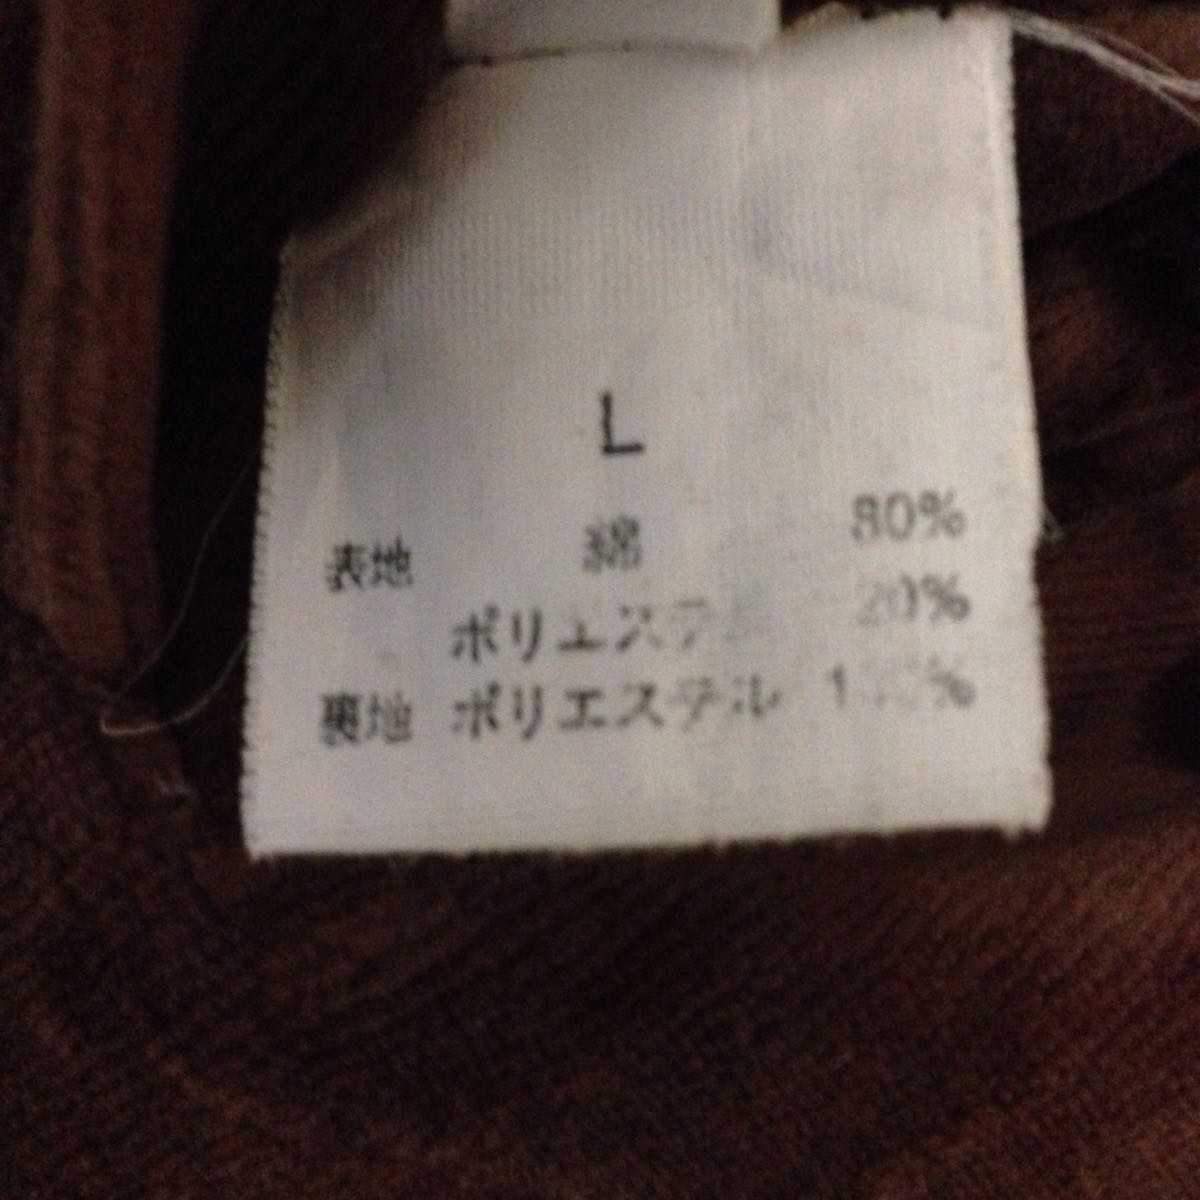 L
表地 綿 80%
ポリエステル 20%
裏地 ポリエステル 100%